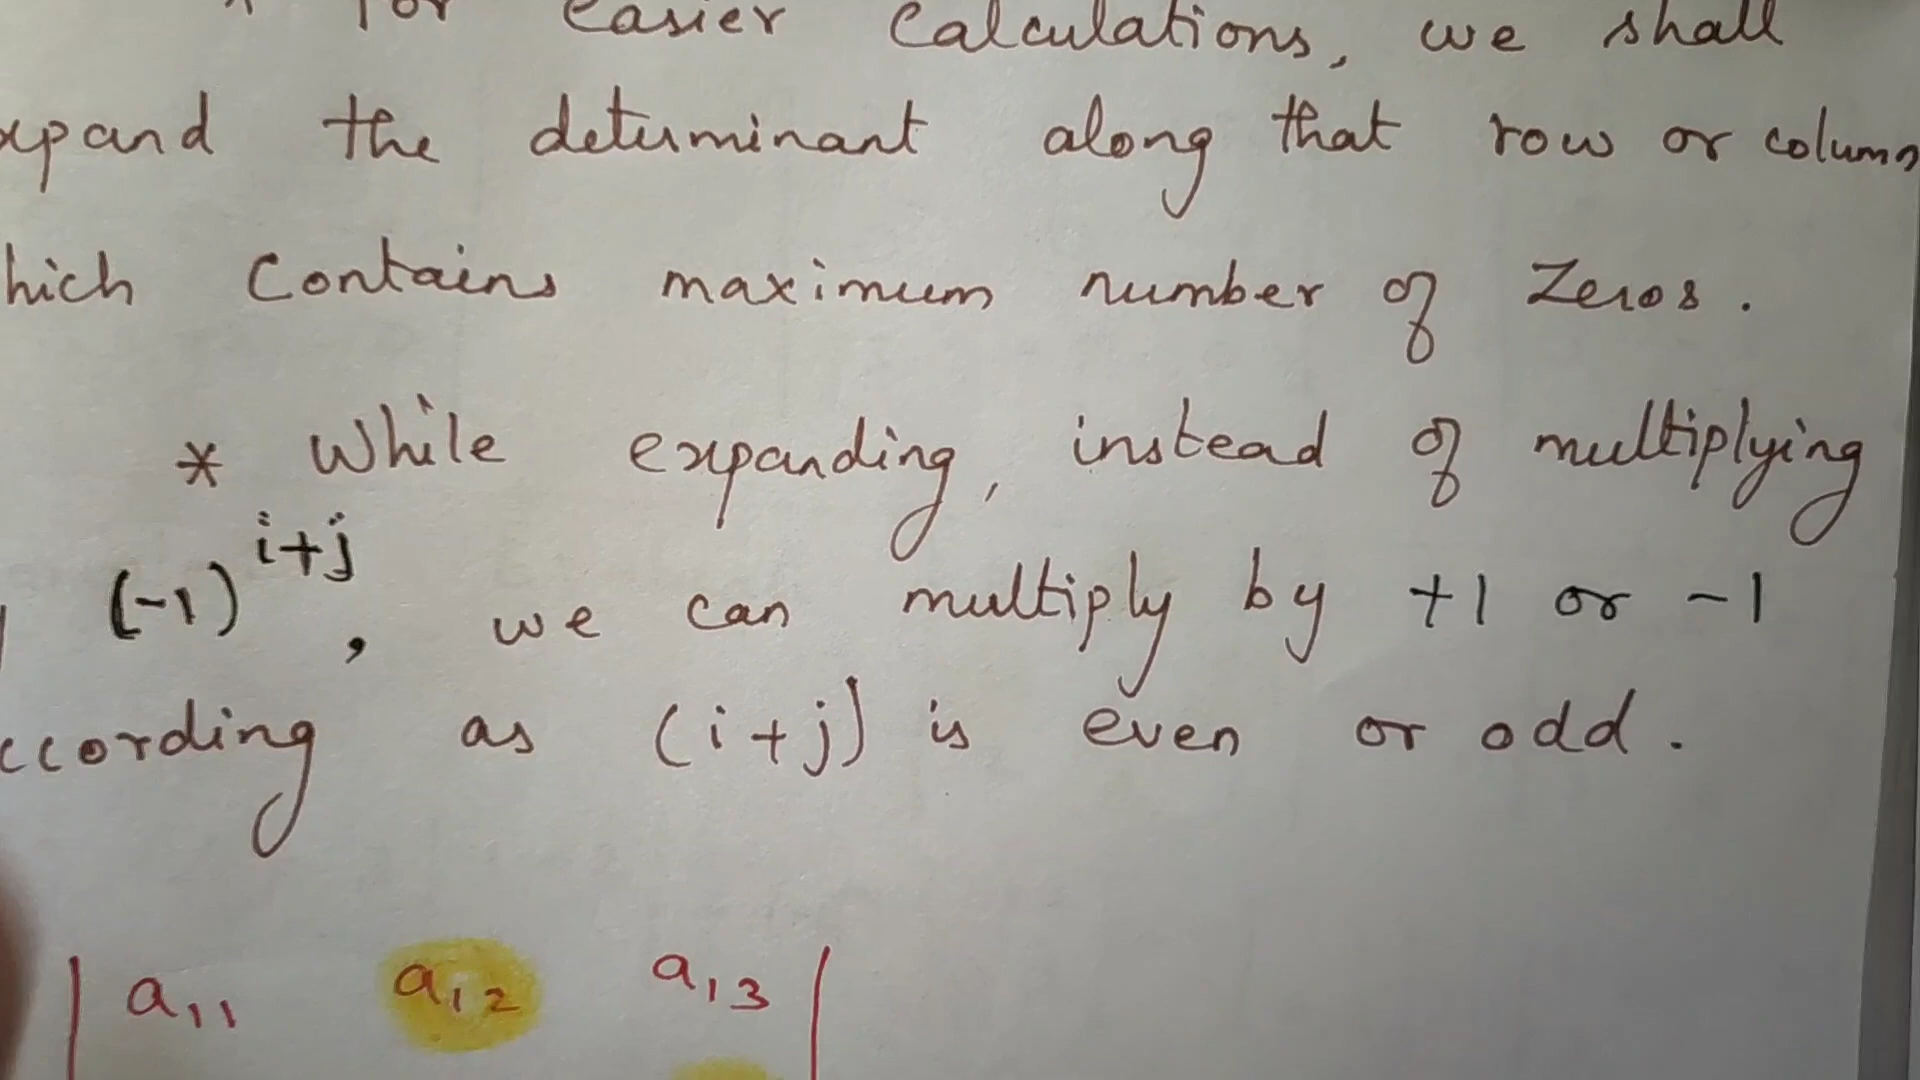 * For easier calculations, we shall
xpand the determinant along that row or column
hich contains maximum number of zeros.
* While expanding, instead of multiplying
(-1)^{i+j}, we can multiply by +1 or -1
ccording as (i+j) is even or odd.
| a₁₁ a₁₂ a₁₃ |